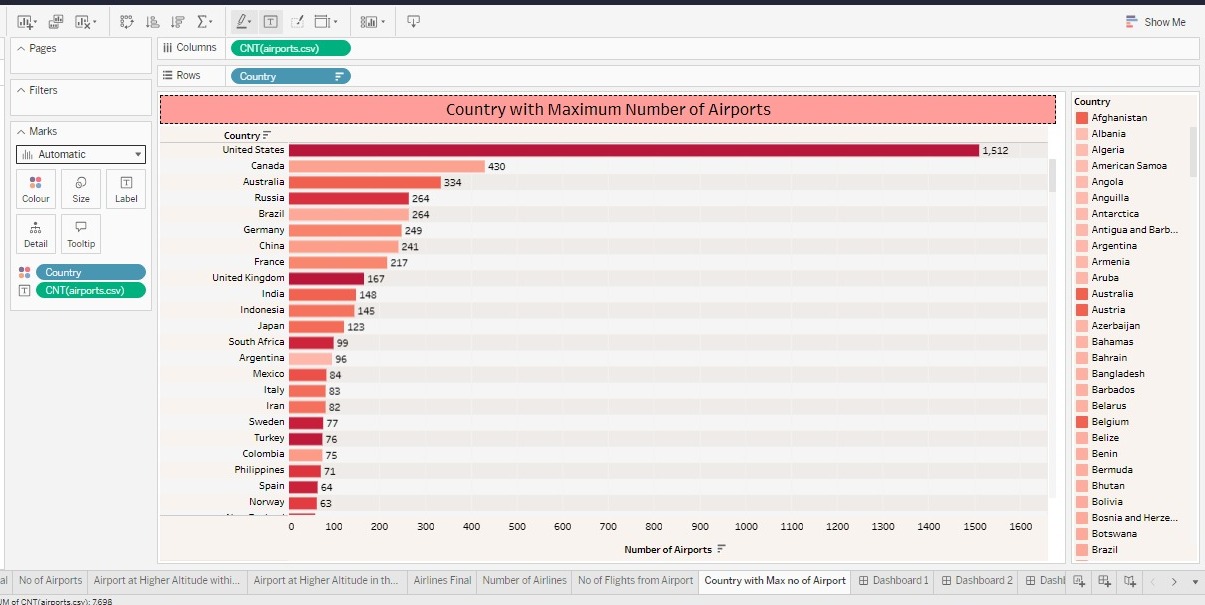 Show Me
Pages
Columns
CNT(airports.csv)
Rows
Country
Filters
Marks
Automatic
Colour
Size
Label
Detail
Tooltip
Country
CNT(airports.csv)
Country with Maximum Number of Airports
Country
United States 1,512
Canada 430
Australia 334
Russia 264
Brazil 264
Germany 249
China 241
France 217
United Kingdom 167
India 148
Indonesia 145
Japan 123
South Africa 99
Argentina 96
Mexico 84
Italy 83
Iran 82
Sweden 77
Turkey 76
Colombia 75
Philippines 71
Spain 64
Norway 63
0 100 200 300 400 500 600 700 800 900 1000 1100 1200 1300 1400 1500 1600
Number of Airports
Country
Afghanistan
Albania
Algeria
American Samoa
Angola
Anguilla
Antarctica
Antigua and Barb...
Argentina
Armenia
Aruba
Australia
Austria
Azerbaijan
Bahamas
Bahrain
Bangladesh
Barbados
Belarus
Belgium
Belize
Benin
Bermuda
Bhutan
Bolivia
Bosnia and Herze...
Botswana
Brazil
al No of Airports Airport at Higher Altitude withi... Airport at Higher Altitude in th... Airlines Final Number of Airlines No of Flights from Airport Country with Max no of Airport Dashboard 1 Dashboard 2 Dashl
UM of CNT(airports.csv): 7,698